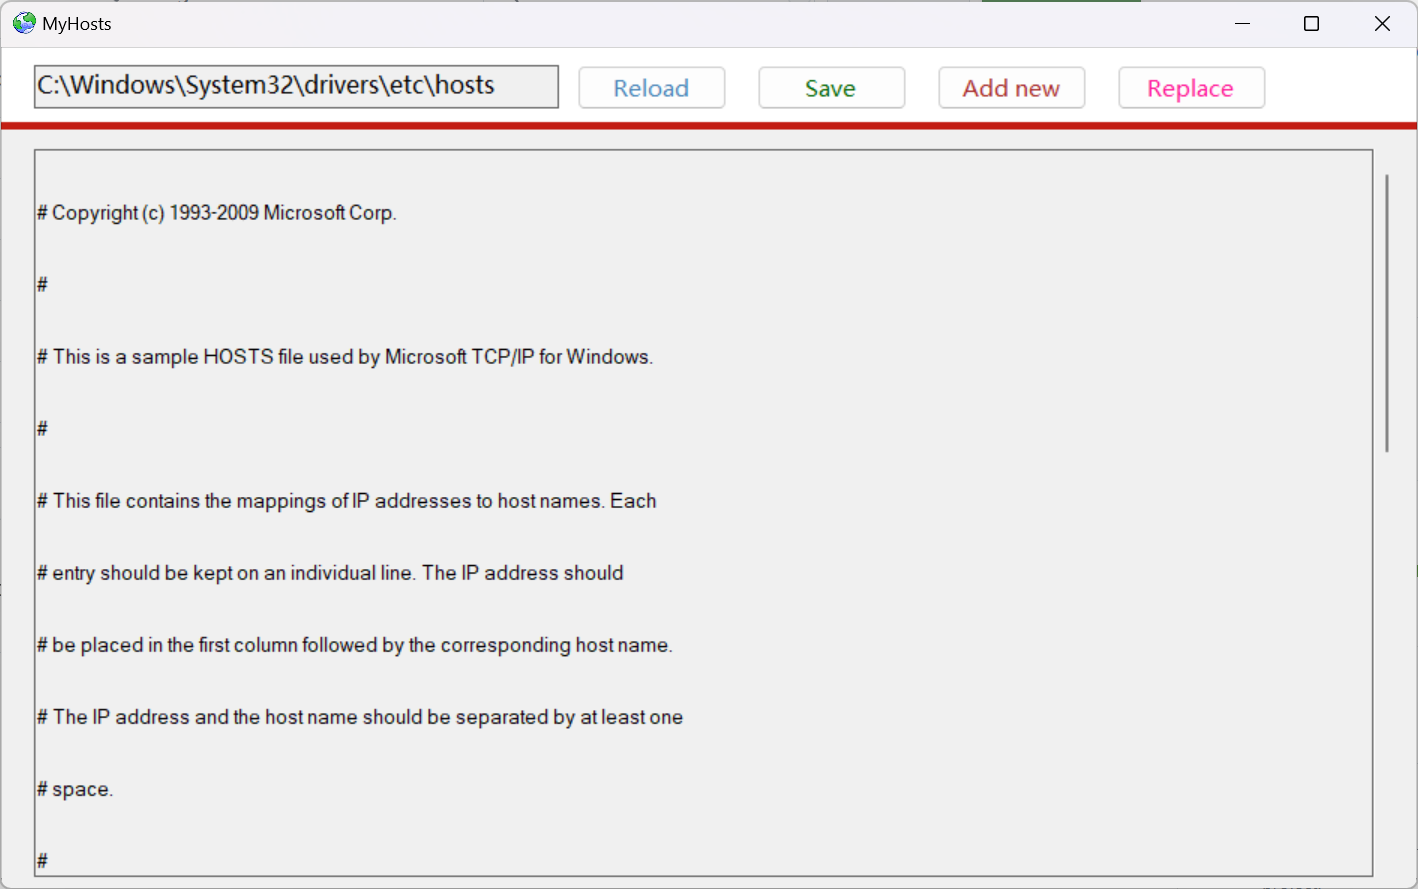 MyHosts
C:\Windows\System32\drivers\etc\hosts
Reload
Save
Add new
Replace
# Copyright (c) 1993-2009 Microsoft Corp.
#
# This is a sample HOSTS file used by Microsoft TCP/IP for Windows.
#
# This file contains the mappings of IP addresses to host names. Each
# entry should be kept on an individual line. The IP address should
# be placed in the first column followed by the corresponding host name.
# The IP address and the host name should be separated by at least one
# space.
#